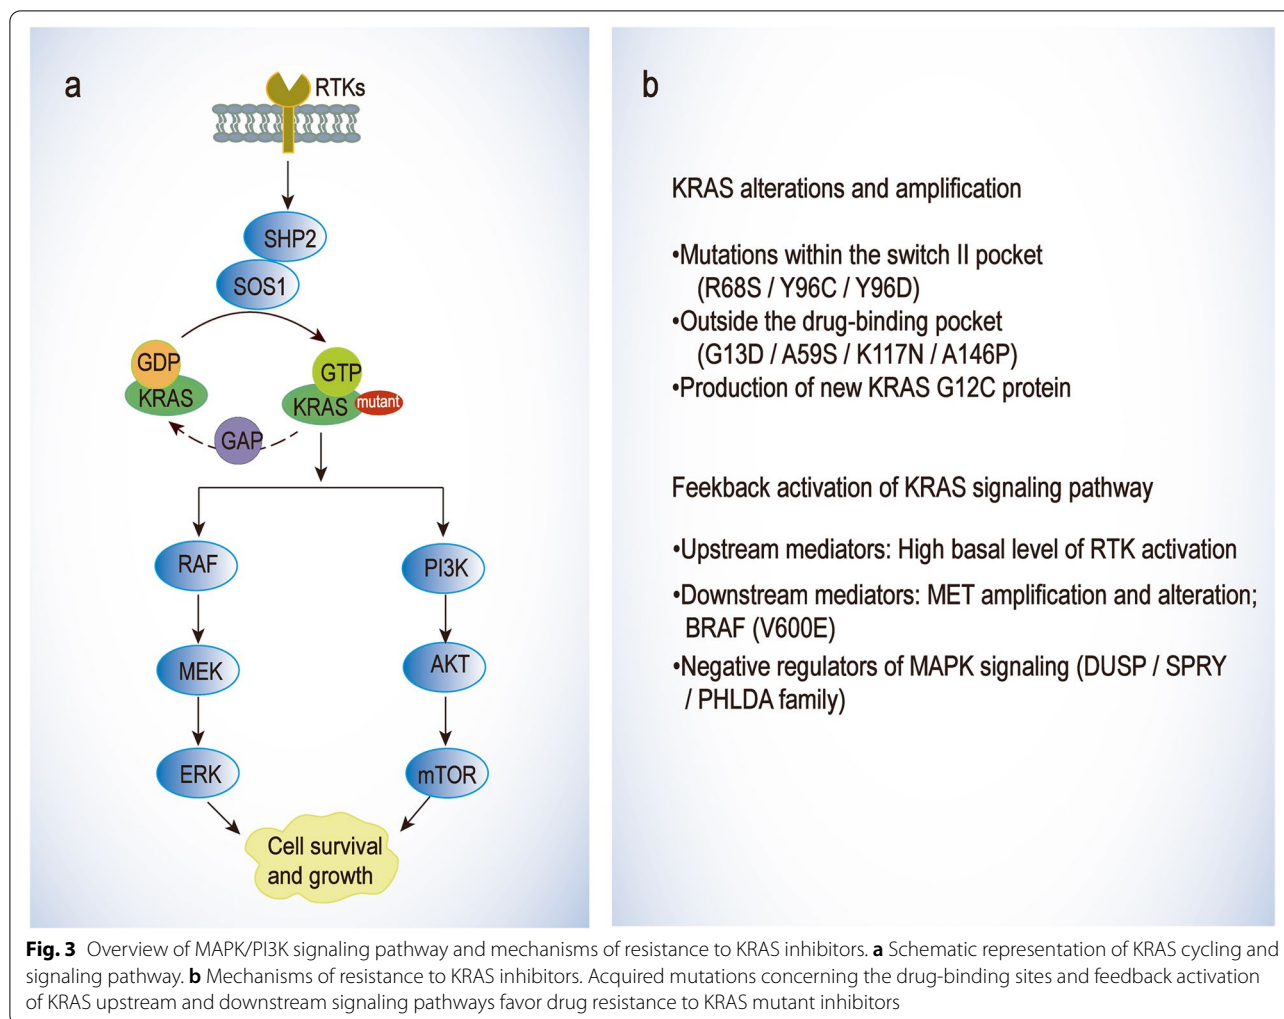 a
RTKs
SHP2
SOS1
GDP
KRAS
GTP
KRAS
mutant
GAP
RAF
PI3K
MEK
AKT
ERK
mTOR
Cell survival
and growth
b
KRAS alterations and amplification
•Mutations within the switch II pocket
(R68S / Y96C / Y96D)
•Outside the drug-binding pocket
(G13D / A59S / K117N / A146P)
•Production of new KRAS G12C protein
Feekback activation of KRAS signaling pathway
•Upstream mediators: High basal level of RTK activation
•Downstream mediators: MET amplification and alteration;
BRAF (V600E)
•Negative regulators of MAPK signaling (DUSP / SPRY
/ PHLDA family)
Fig. 3 Overview of MAPK/PI3K signaling pathway and mechanisms of resistance to KRAS inhibitors. a Schematic representation of KRAS cycling and
signaling pathway. b Mechanisms of resistance to KRAS inhibitors. Acquired mutations concerning the drug-binding sites and feedback activation
of KRAS upstream and downstream signaling pathways favor drug resistance to KRAS mutant inhibitors